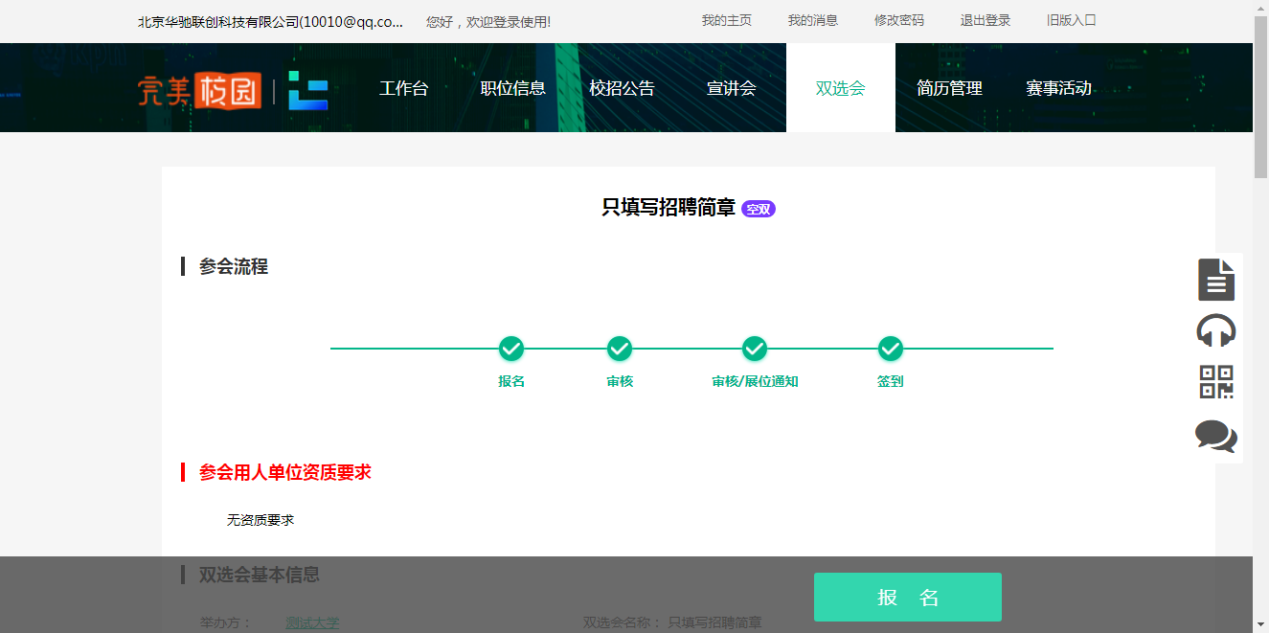 北京华驰联创科技有限公司(10010@qq.co... 您好，欢迎登录使用! 我的主页 我的消息 修改密码 退出登录 旧版入口
完美校园 工作台 职位信息 校招公告 宣讲会 双选会 简历管理 赛事活动
只填写招聘简章 空双
参会流程
报名 审核 审核/展位通知 签到
参会用人单位资质要求
无资质要求
双选会基本信息
报 名
举办方： 测试大学 双选会名称： 只填写招聘简章